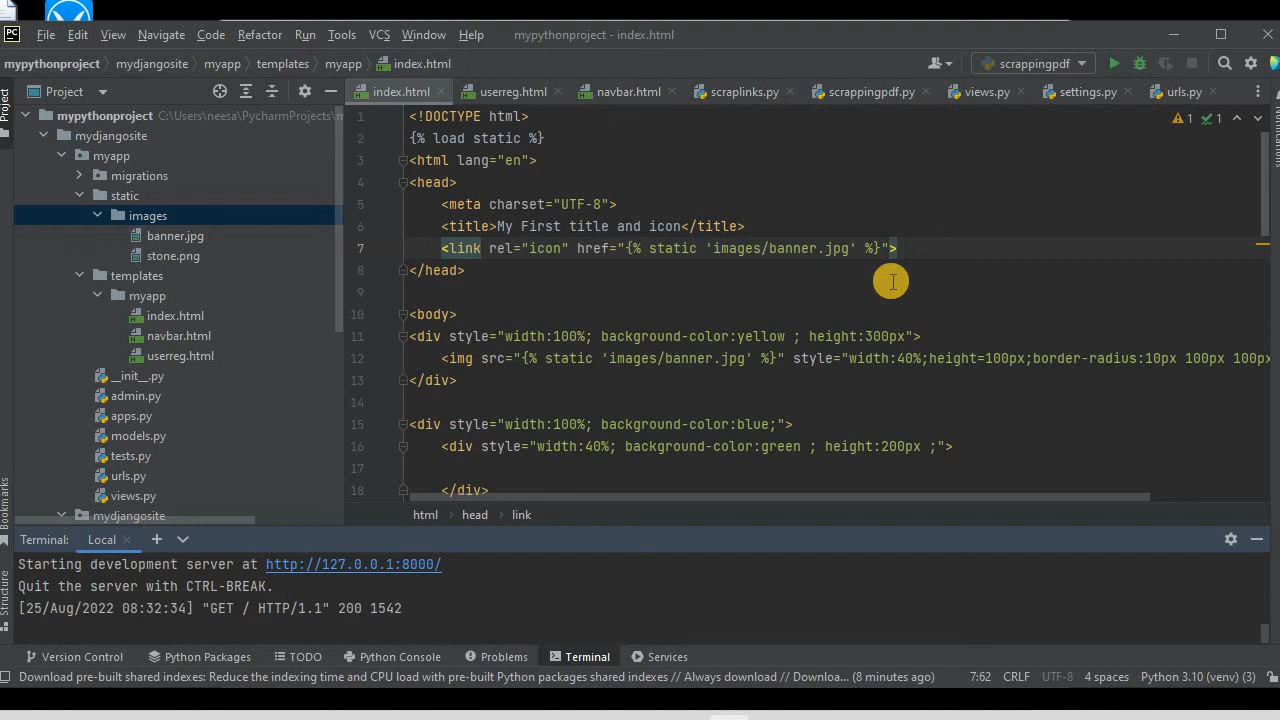 PC File Edit View Navigate Code Refactor Run Tools VCS Window Help mypythonproject - index.html
mypythonproject mydjangosite myapp templates myapp index.html scrappingpdf
Project index.html userreg.html navbar.html scraplinks.py scrappingpdf.py views.py settings.py urls.py
Project
mypythonproject C:\Users\neesa\PycharmProjects\m
mydjangosite
myapp
migrations
static
images
banner.jpg
stone.png
templates
myapp
index.html
navbar.html
userreg.html
__init__.py
admin.py
apps.py
models.py
tests.py
urls.py
views.py
mydjangosite
1 <!DOCTYPE html>
2 {% load static %}
3 <html lang="en">
4 <head>
5 <meta charset="UTF-8">
6 <title>My First title and icon</title>
7 <link rel="icon" href="{% static 'images/banner.jpg' %}">
8 </head>
9
10 <body>
11 <div style="width:100%; background-color:yellow ; height:300px">
12 <img src="{% static 'images/banner.jpg' %}" style="width:40%;height=100px;border-radius:10px 100px 100px
13 </div>
14
15 <div style="width:100%; background-color:blue;">
16 <div style="width:40%; background-color:green ; height:200px ;">
17
18 </div>
1 1
Notifications
html head link
Bookmarks
Structure
Terminal: Local
Starting development server at http://127.0.0.1:8000/
Quit the server with CTRL-BREAK.
[25/Aug/2022 08:32:34] "GET / HTTP/1.1" 200 1542
Version Control Python Packages TODO Python Console Problems Terminal Services
Download pre-built shared indexes: Reduce the indexing time and CPU load with pre-built Python packages shared indexes // Always download // Downloa... (8 minutes ago) 7:62 CRLF UTF-8 4 spaces Python 3.10 (venv) (3)